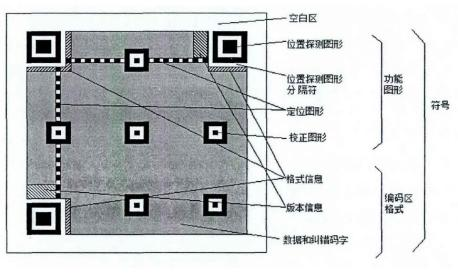 空白区
位置探测图形
位置探测图形
分隔符
定位图形
校正图形
格式信息
版本信息
数据和纠错码字
功能
图形
编码区
格式
符号